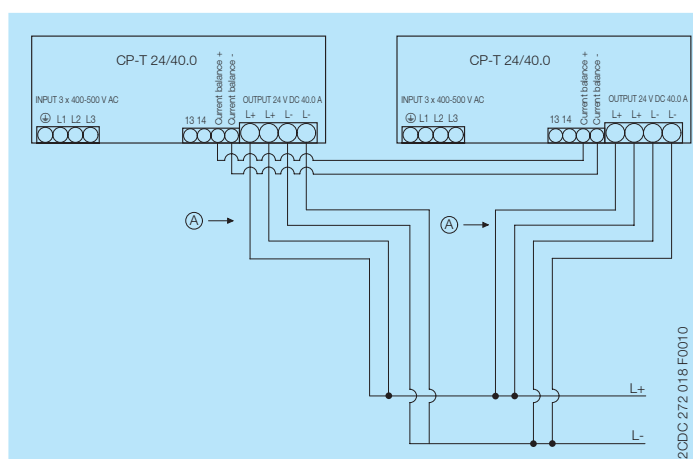 CP-T 24/40.0
Current balance +
Current balance -
INPUT 3 x 400-500 V AC
OUTPUT 24 V DC 40.0 A
L1 L2 L3
13 14
L+ L+ L- L-
CP-T 24/40.0
Current balance +
Current balance -
INPUT 3 x 400-500 V AC
OUTPUT 24 V DC 40.0 A
L1 L2 L3
13 14
L+ L+ L- L-
A
A
L+
L-
2CDC 272 018 F0010